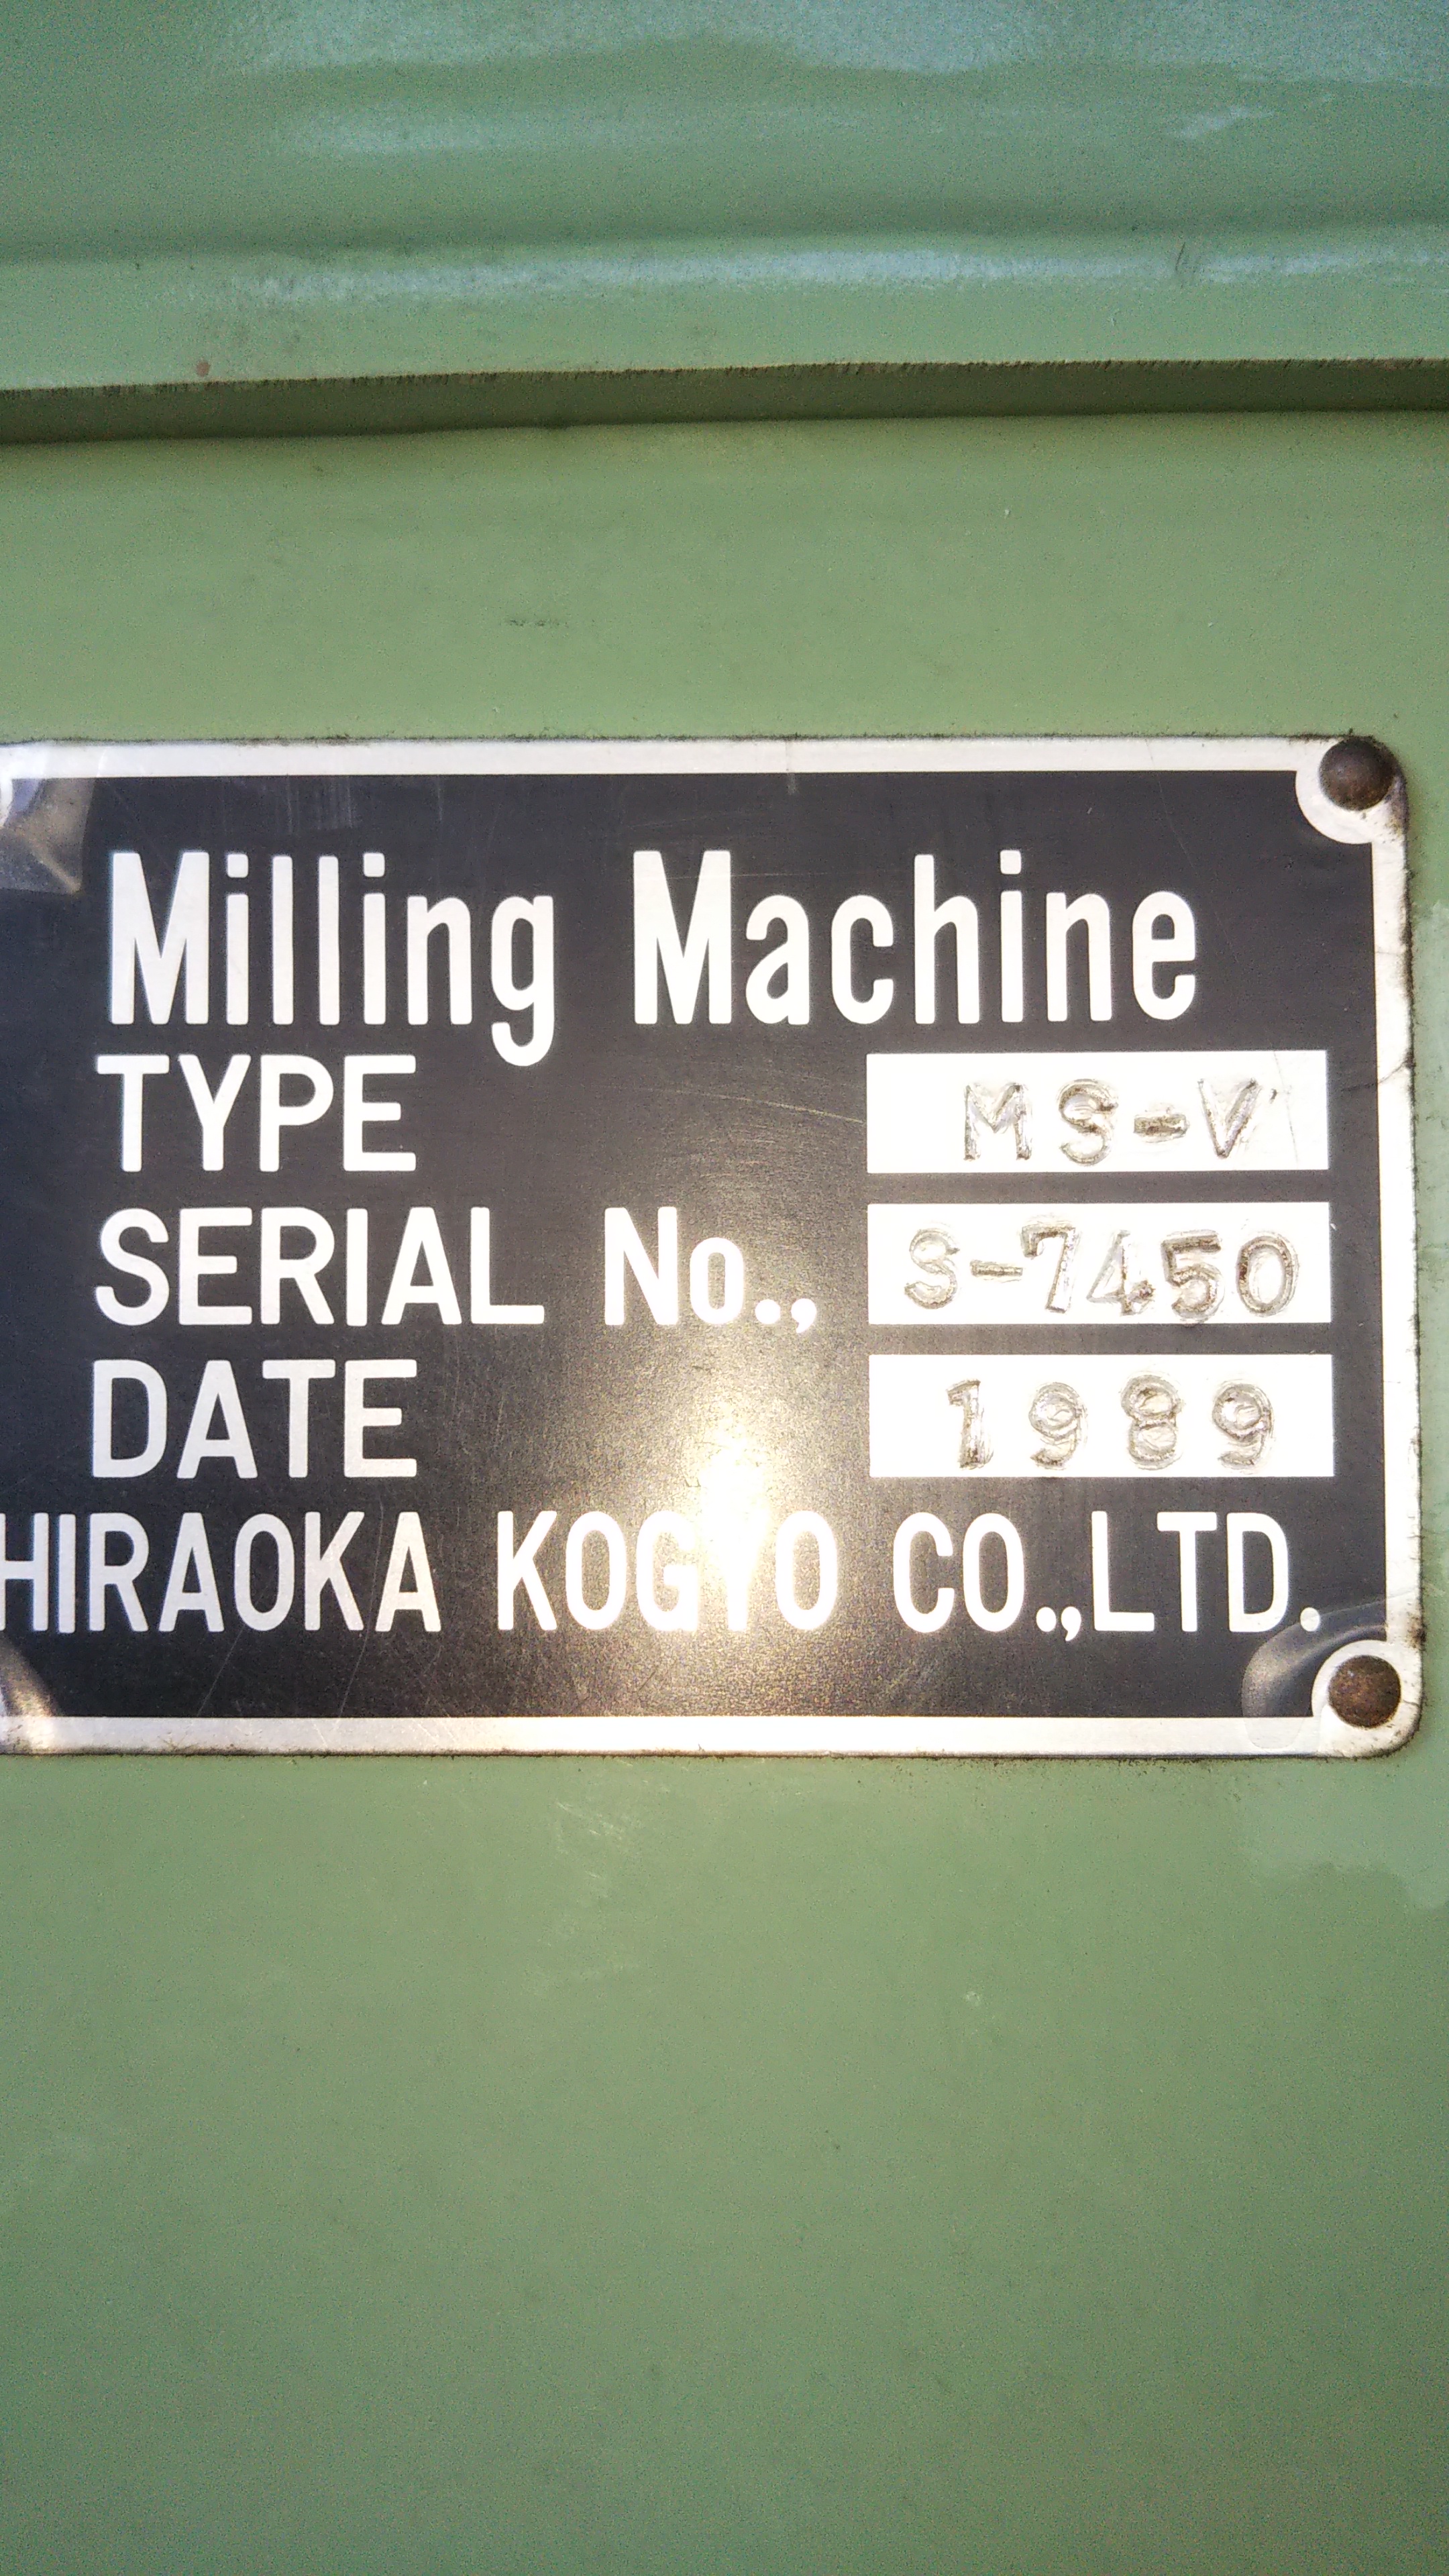 Milling Machine
TYPE MS-V
SERIAL No., S-7450
DATE 1989
HIRAOKA KOGYO CO.,LTD.